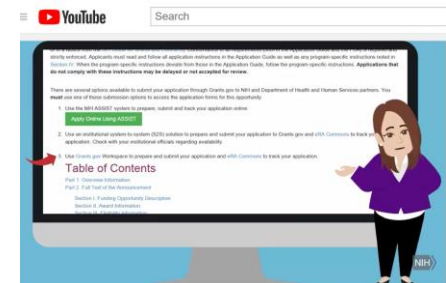 YouTube
Search
strictly enforced. Applicants must read and follow all application instructions in the Application Guide as well as any program-specific instructions noted in
Section IV. When the program-specific instructions deviate from those in the Application Guide, follow the program-specific instructions. Applications that
do not comply with these instructions may be delayed or not accepted for review.
There are several options available to submit your application through Grants.gov to NIH and Department of Health and Human Services partners. You
must use one of these submission options to access the application forms for this opportunity.
1. Use the NIH ASSIST system to prepare, submit and track your application online.
Apply Online Using ASSIST
2. Use an institutional system-to-system (S2S) solution to prepare and submit your application to Grants.gov and eRA Commons to track your
application. Check with your institutional officials regarding availability.
3. Use Grants.gov Workspace to prepare and submit your application and eRA Commons to track your application.
Table of Contents
Part 1. Overview Information
Part 2. Full Text of the Announcement
Section I. Funding Opportunity Description
Section II. Award Information
NIH